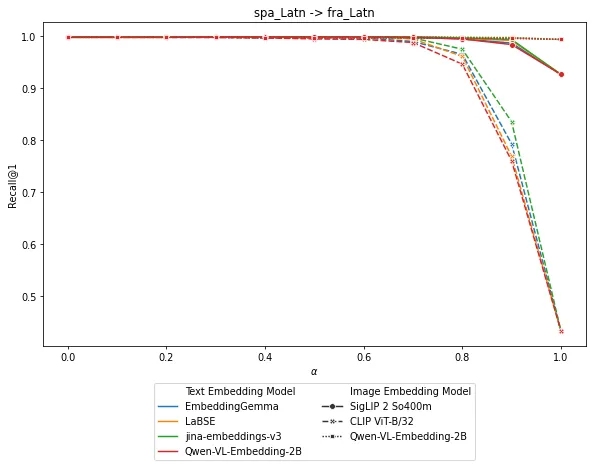 spa_Latn -> fra_Latn
Recall@1
1.0
0.9
0.8
0.7
0.6
0.5
0.0 0.2 0.4 0.6 0.8 1.0
α
Text Embedding Model Image Embedding Model
EmbeddingGemma SigLIP 2 So400m
LaBSE CLIP ViT-B/32
jina-embeddings-v3 Qwen-VL-Embedding-2B
Qwen-VL-Embedding-2B